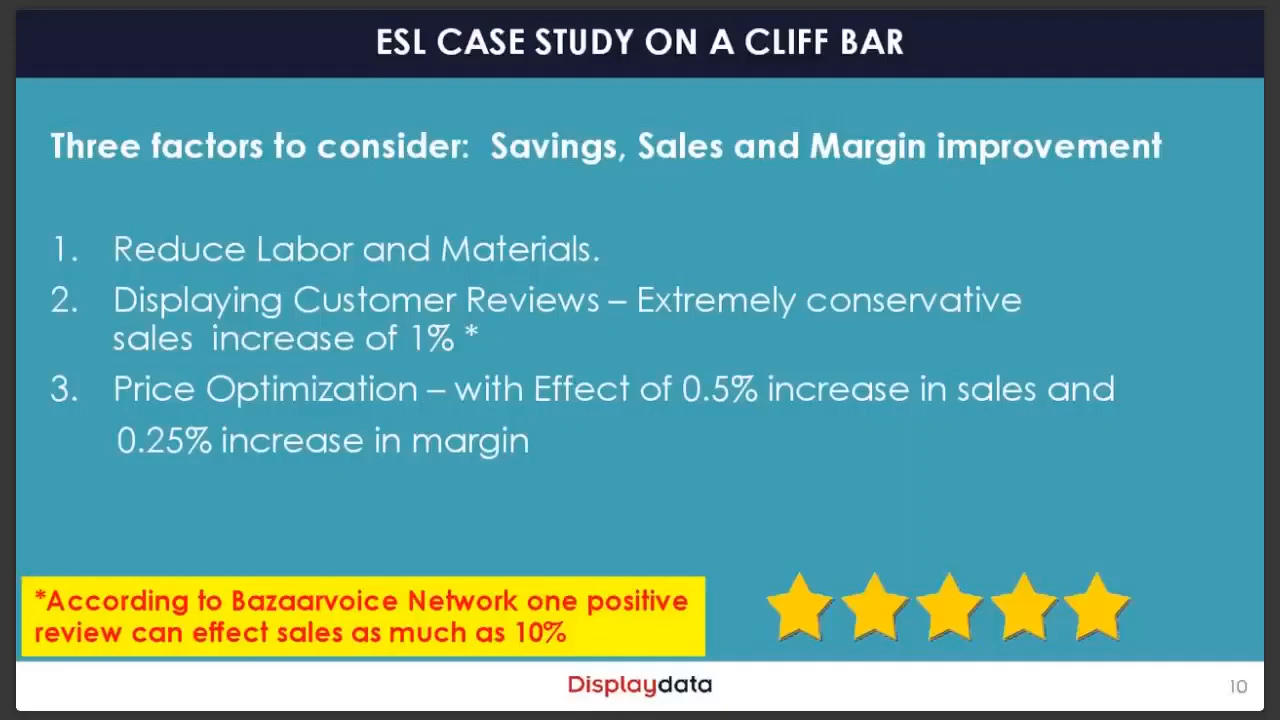 ESL CASE STUDY ON A CLIFF BAR
Three factors to consider: Savings, Sales and Margin improvement
1. Reduce Labor and Materials.
2. Displaying Customer Reviews – Extremely conservative
sales increase of 1% *
3. Price Optimization – with Effect of 0.5% increase in sales and
0.25% increase in margin
*According to Bazaarvoice Network one positive
review can effect sales as much as 10%
Displaydata
10